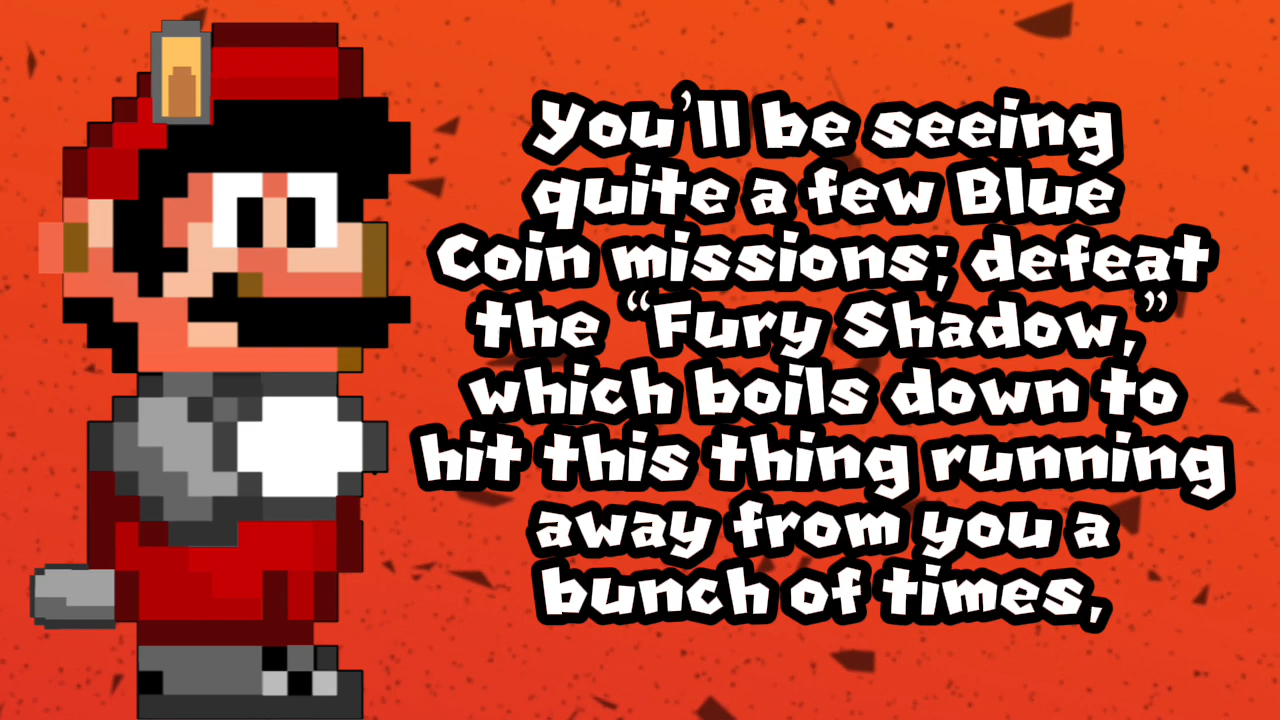 You'll be seeing
quite a few Blue
Coin missions; defeat
the “Fury Shadow,”
which boils down to
hit this thing running
away from you a
bunch of times,